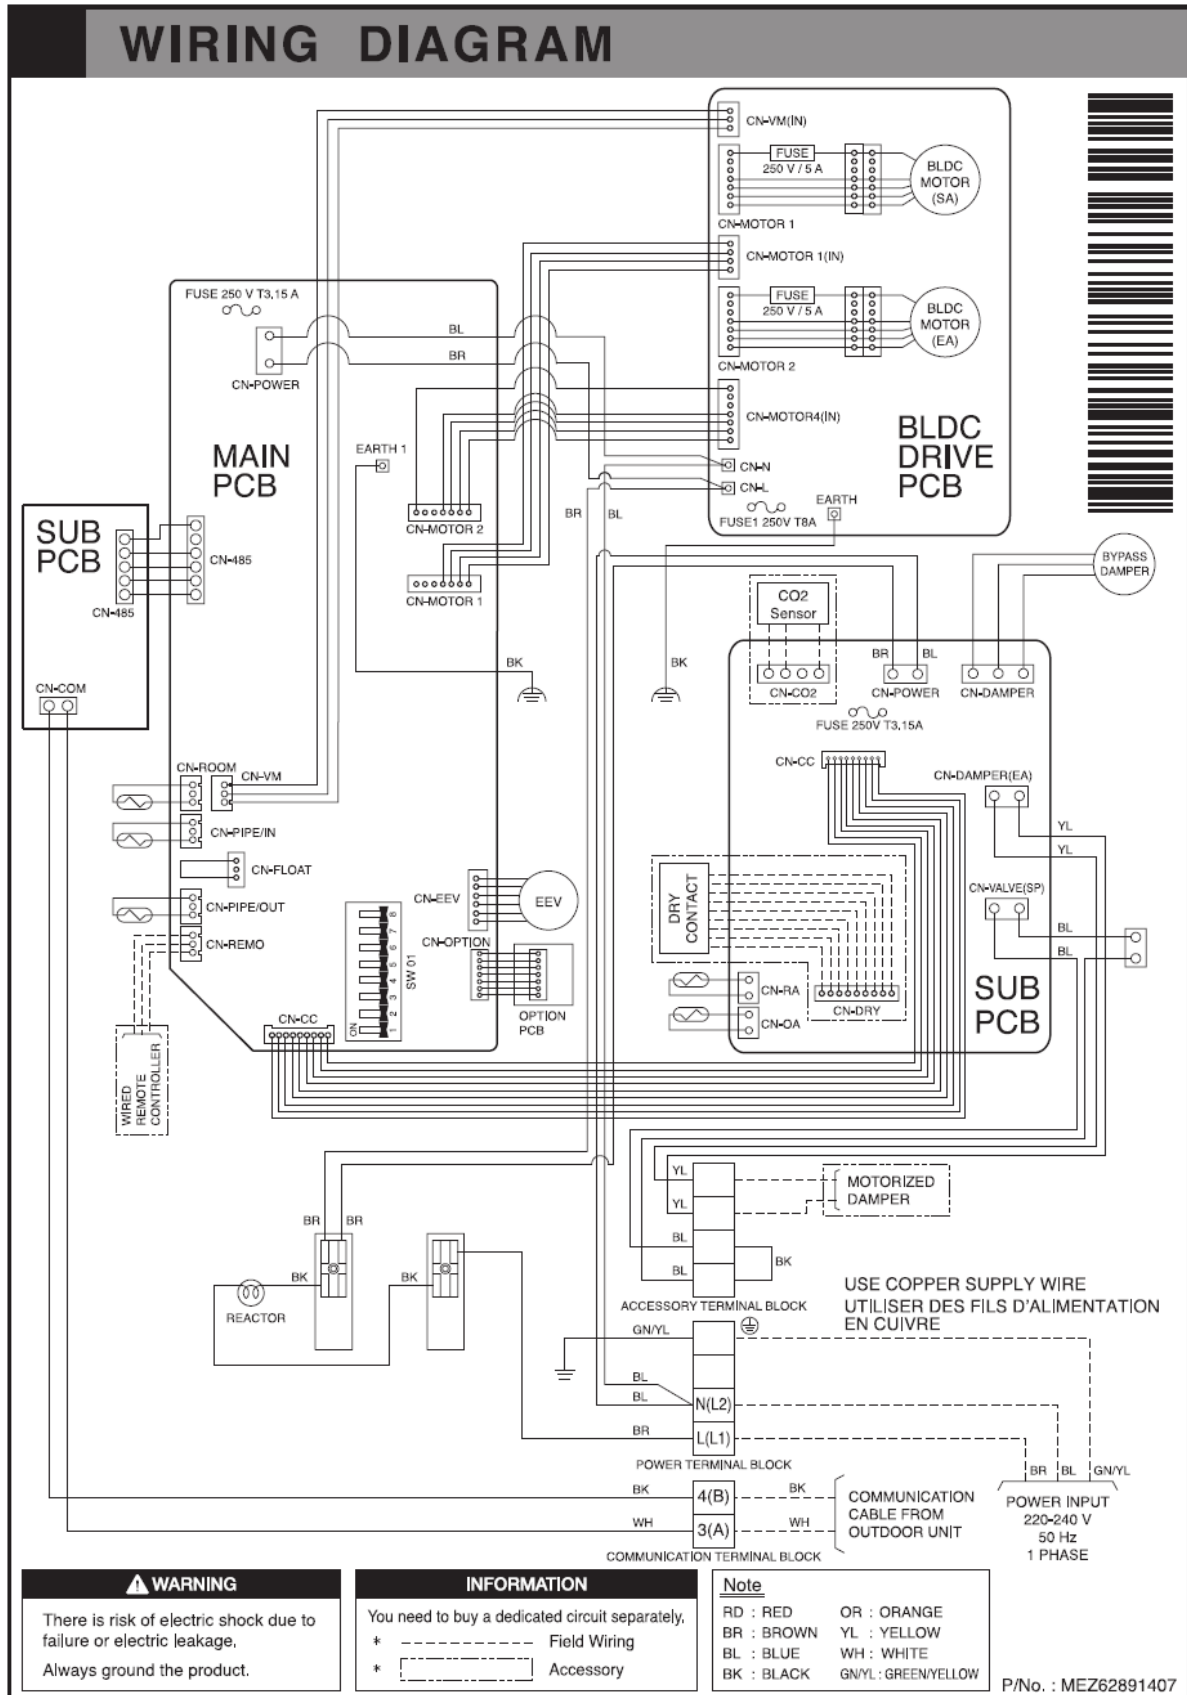 WIRING DIAGRAM
CN-VM(IN)
FUSE
250 V / 5 A
BLDC
MOTOR
(SA)
CN-MOTOR 1
CN-MOTOR 1(IN)
FUSE
250 V / 5 A
BLDC
MOTOR
(EA)
CN-MOTOR 2
CN-MOTOR4(IN)
BLDC
DRIVE
PCB
CN-N
CN-L
EARTH
FUSE1 250V T8A
FUSE 250 V T3,15 A
CN-POWER
BL
BR
MAIN
PCB
EARTH 1
CN-MOTOR 2
CN-MOTOR 1
BR
BL
SUB
PCB
CN-485
CN-485
CN-COM
BK
BK
BYPASS
DAMPER
CO2
Sensor
CN-CO2
BR
BL
CN-POWER
CN-DAMPER
FUSE 250V T3,15A
CN-CC
CN-DAMPER(EA)
YL
YL
CN-VALVE(SP)
BL
BL
DRY
CONTACT
CN-RA
CN-OA
CN-DRY
SUB
PCB
CN-ROOM
CN-VM
CN-PIPE/IN
CN-FLOAT
CN-PIPE/OUT
CN-REMO
CN-EEV
EEV
CN-OPTION
OPTION
PCB
SW 01
ON
1
2
3
4
5
6
7
8
CN-CC
WIRED
REMOTE
CONTROLLER
BR
BR
BK
BK
REACTOR
YL
YL
BL
BL
BK
MOTORIZED
DAMPER
ACCESSORY TERMINAL BLOCK
USE COPPER SUPPLY WIRE
UTILISER DES FILS D'ALIMENTATION
EN CUIVRE
GN/YL
BL
BL
N(L2)
BR
L(L1)
POWER TERMINAL BLOCK
BR
BL
GN/YL
POWER INPUT
220-240 V
50 Hz
1 PHASE
BK
4(B)
BK
WH
3(A)
WH
COMMUNICATION
CABLE FROM
OUTDOOR UNIT
COMMUNICATION TERMINAL BLOCK
WARNING
There is risk of electric shock due to
failure or electric leakage,
Always ground the product.
INFORMATION
You need to buy a dedicated circuit separately,
* Field Wiring
* Accessory
Note
RD : RED OR : ORANGE
BR : BROWN YL : YELLOW
BL : BLUE WH : WHITE
BK : BLACK GN/YL : GREEN/YELLOW
P/No. : MEZ62891407